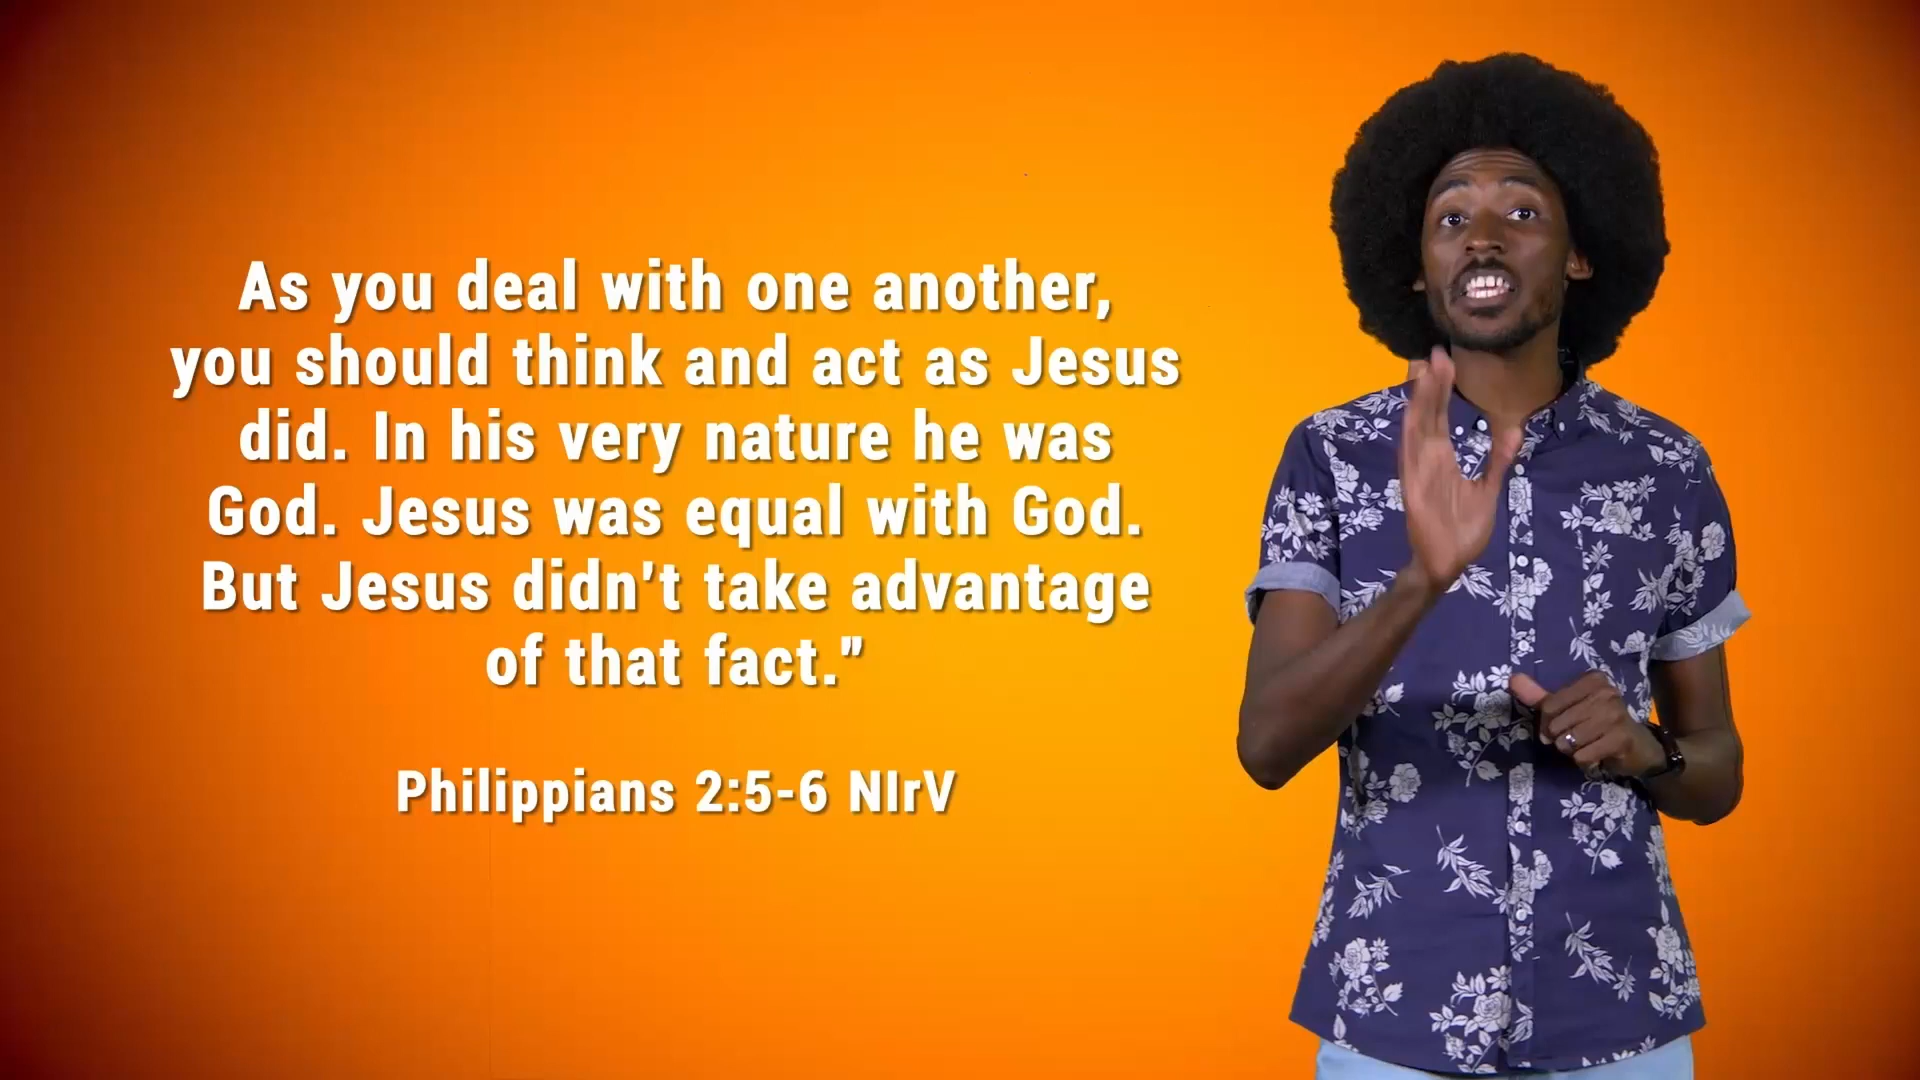 As you deal with one another,
you should think and act as Jesus
did. In his very nature he was
God. Jesus was equal with God.
But Jesus didn't take advantage
of that fact.”
Philippians 2:5-6 NIrV